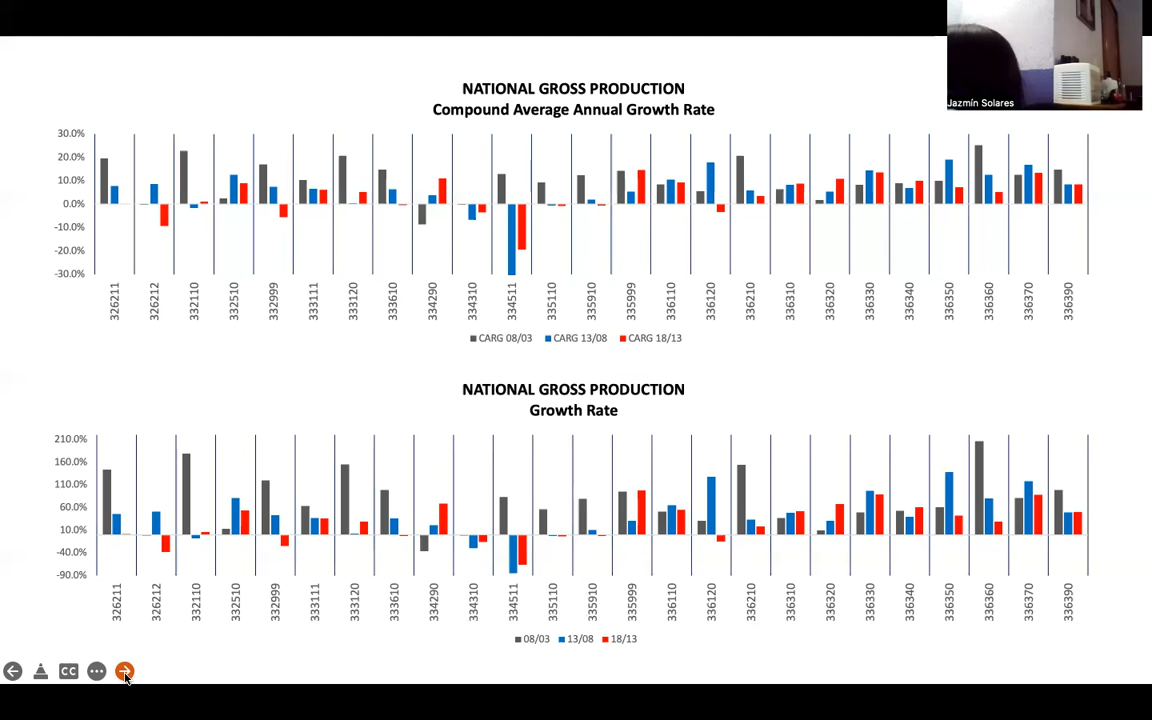 Jazmín Solares
NATIONAL GROSS PRODUCTION
Compound Average Annual Growth Rate
30.0%
20.0%
10.0%
0.0%
-10.0%
-20.0%
-30.0%
326211 326212 332110 332510 332999 333111 333120 333610 334290 334310 334511 335110 335910 335999 336110 336120 336210 336310 336320 336330 336340 336350 336360 336370 336390
CARG 08/03 CARG 13/08 CARG 18/13
NATIONAL GROSS PRODUCTION
Growth Rate
210.0%
160.0%
110.0%
60.0%
10.0%
-40.0%
-90.0%
326211 326212 332110 332510 332999 333111 333120 333610 334290 334310 334511 335110 335910 335999 336110 336120 336210 336310 336320 336330 336340 336350 336360 336370 336390
08/03 13/08 18/13
CC